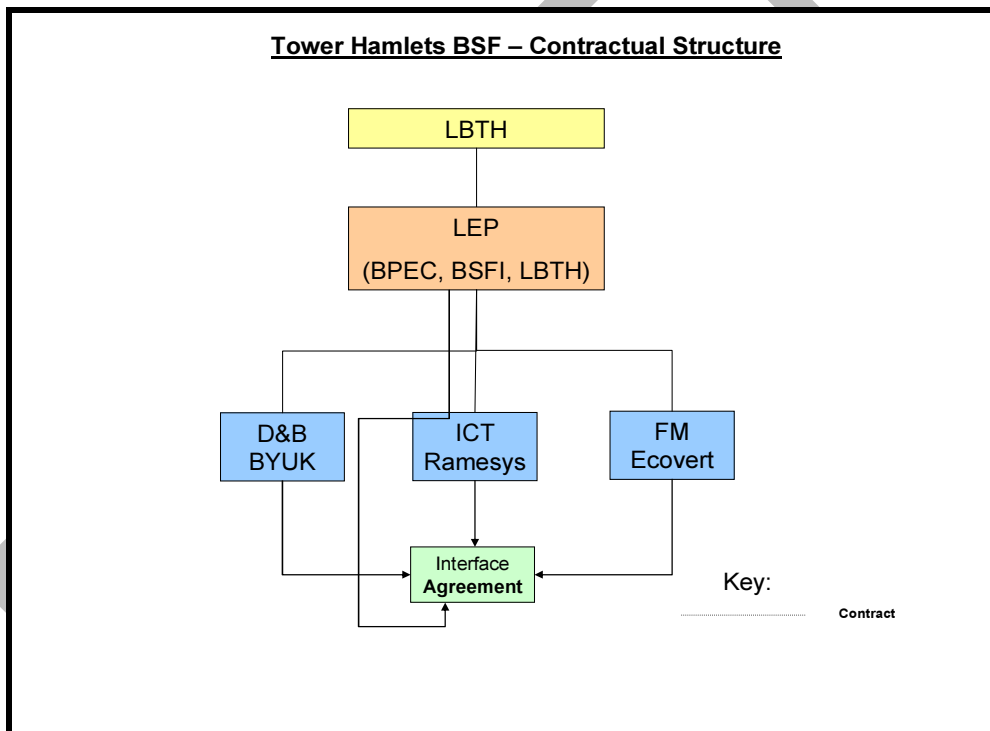 Tower Hamlets BSF – Contractual Structure
LBTH
LEP
(BPEC, BSFI, LBTH)
D&B
BYUK
ICT
Ramesys
FM
Ecovert
Interface
Agreement
Key:
Contract